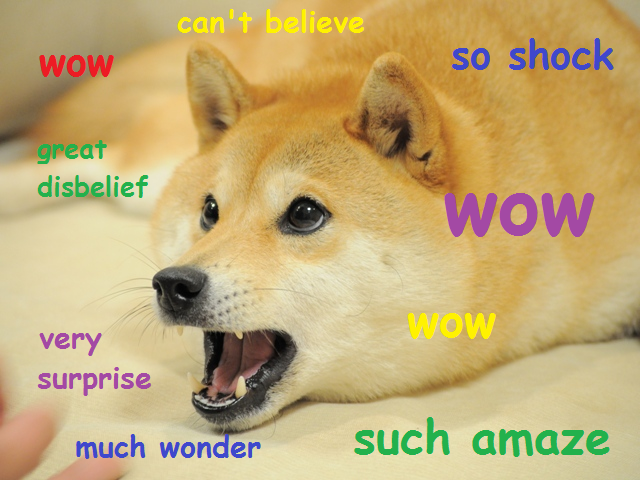 can't believe
wow
so shock
great
disbelief
wow
wow
very
surprise
much wonder
such amaze